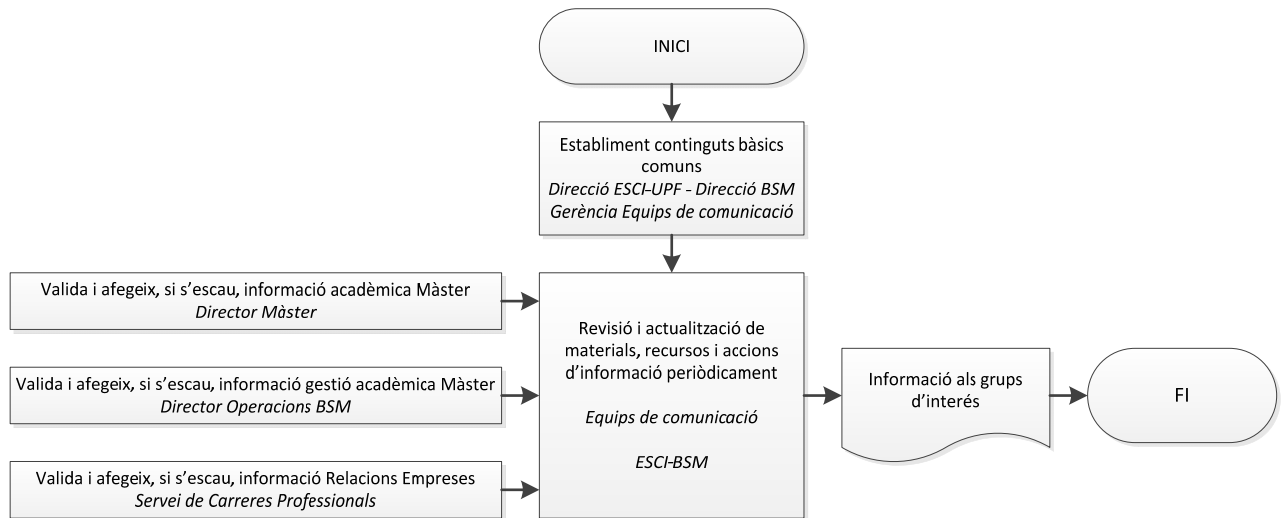 INICI
Establiment continguts bàsics
comuns
Direcció ESCI-UPF - Direcció BSM
Gerència Equips de comunicació
Valida i afegeix, si s’escau, informació acadèmica Màster
Director Màster
Valida i afegeix, si s’escau, informació gestió acadèmica Màster
Director Operacions BSM
Valida i afegeix, si s’escau, informació Relacions Empreses
Servei de Carreres Professionals
Revisió i actualització de
materials, recursos i accions
d’informació periòdicament
Equips de comunicació
ESCI-BSM
Informació als grups
d’interés
FI